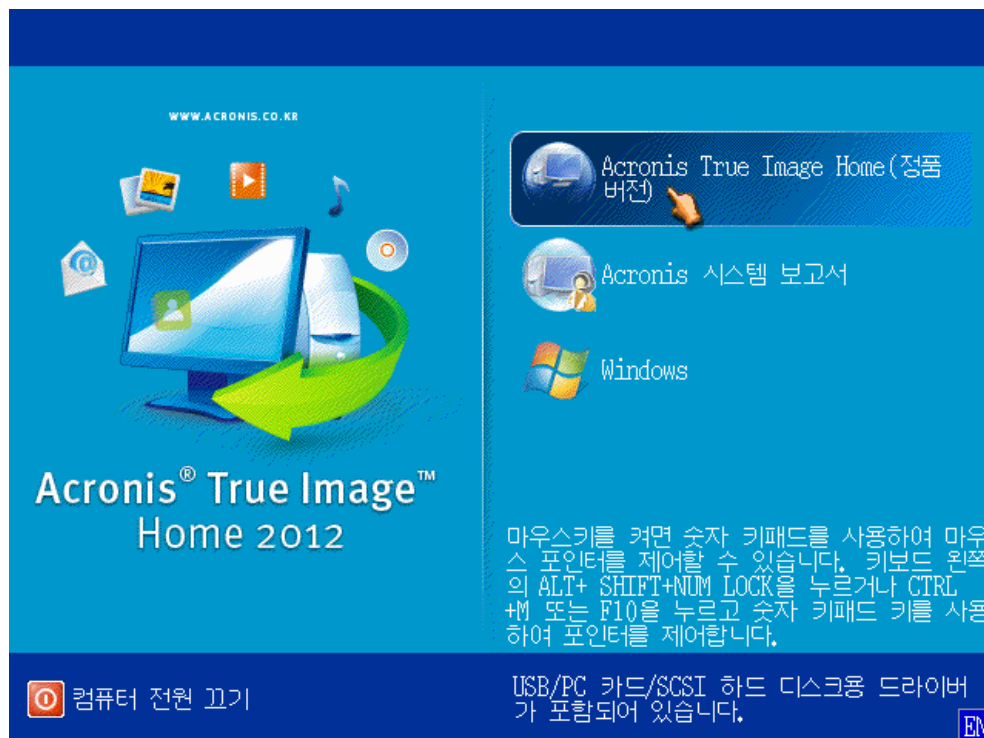 WWW.ACRONIS.CO.KR
Acronis® True Image™
Home 2012
Acronis True Image Home(정품
버전)
Acronis 시스템 보고서
Windows
마우스키를 켜면 숫자 키패드를 사용하여 마우
스 포인터를 제어할 수 있습니다. 키보드 왼쪽
의 ALT+ SHIFT+NUM LOCK을 누르거나 CTRL
+M 또는 F10을 누르고 숫자 키패드 키를 사용
하여 포인터를 제어합니다.
컴퓨터 전원 끄기
USB/PC 카드/SCSI 하드 디스크용 드라이버
가 포함되어 있습니다.
EN